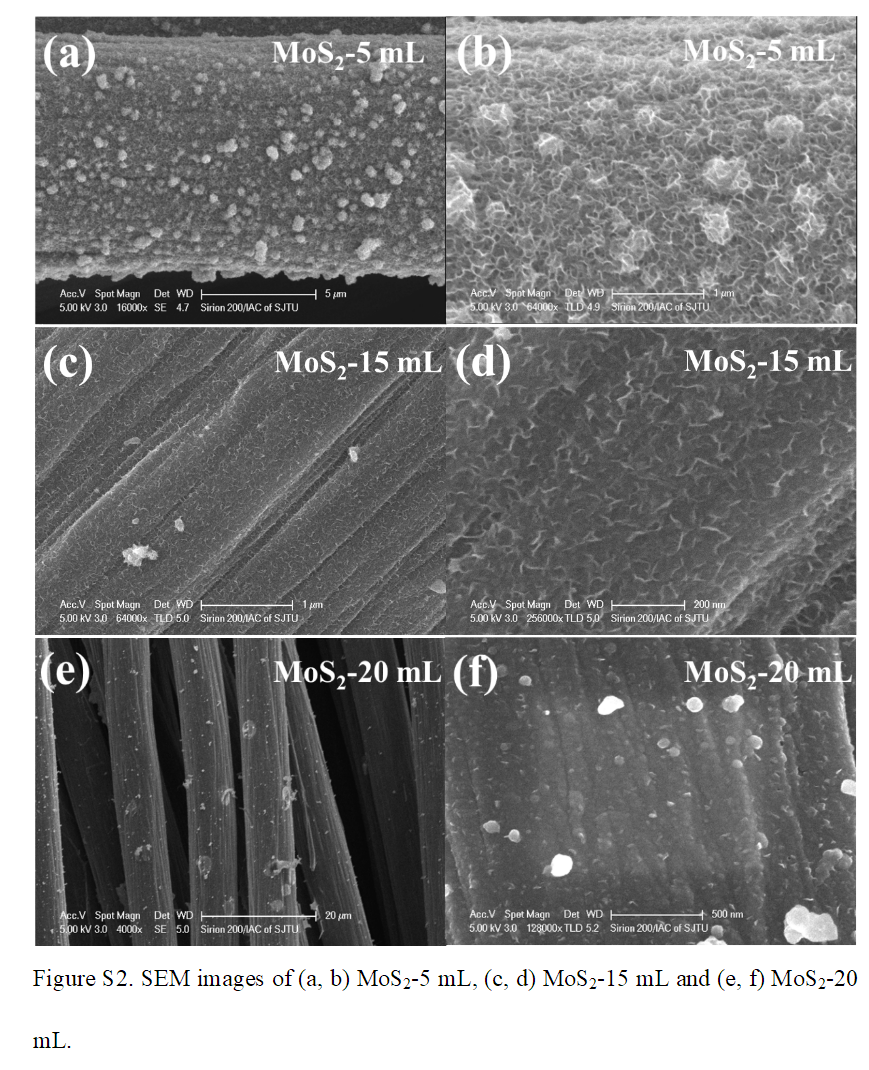 (a) MoS₂-5 mL
Acc.V Spot Magn Det WD 5 μm
5.00 kV 3.0 16000x SE 4.7 Sirion 200/IAC of SJTU
(b) MoS₂-5 mL
Acc.V Spot Magn Det WD 1 μm
5.00 kV 3.0 64000x TLD 4.9 Sirion 200/IAC of SJTU
(c) MoS₂-15 mL
Acc.V Spot Magn Det WD 1 μm
5.00 kV 3.0 64000x TLD 5.0 Sirion 200/IAC of SJTU
(d) MoS₂-15 mL
Acc.V Spot Magn Det WD 200 nm
5.00 kV 3.0 256000x TLD 5.0 Sirion 200/IAC of SJTU
(e) MoS₂-20 mL
Acc.V Spot Magn Det WD 20 μm
5.00 kV 3.0 4000x SE 5.0 Sirion 200/IAC of SJTU
(f) MoS₂-20 mL
Acc.V Spot Magn Det WD 500 nm
5.00 kV 3.0 128000x TLD 5.2 Sirion 200/IAC of SJTU
Figure S2. SEM images of (a, b) MoS₂-5 mL, (c, d) MoS₂-15 mL and (e, f) MoS₂-20
mL.